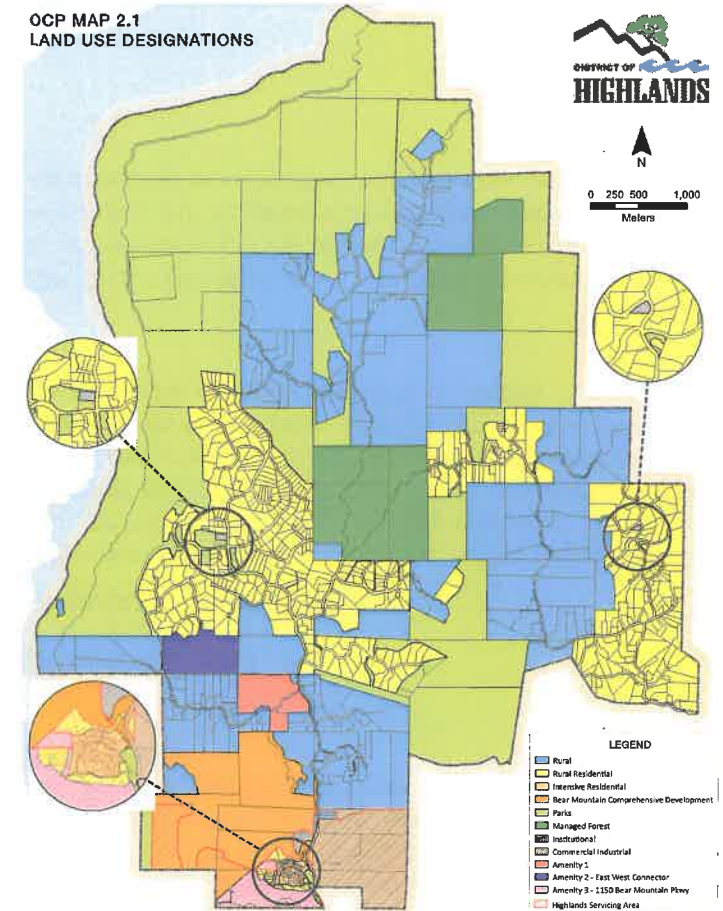 OCP MAP 2.1
LAND USE DESIGNATIONS
DISTRICT OF
HIGHLANDS
N
0 250 500 1,000
Meters
LEGEND
Rural
Rural Residential
Intensive Residential
Bear Mountain Comprehensive Development
Parks
Managed Forest
Institutional
Commercial Industrial
Amenity 1
Amenity 2 - East West Connector
Amenity 3 - 1150 Bear Mountain Pkwy
Highlands Servicing Area